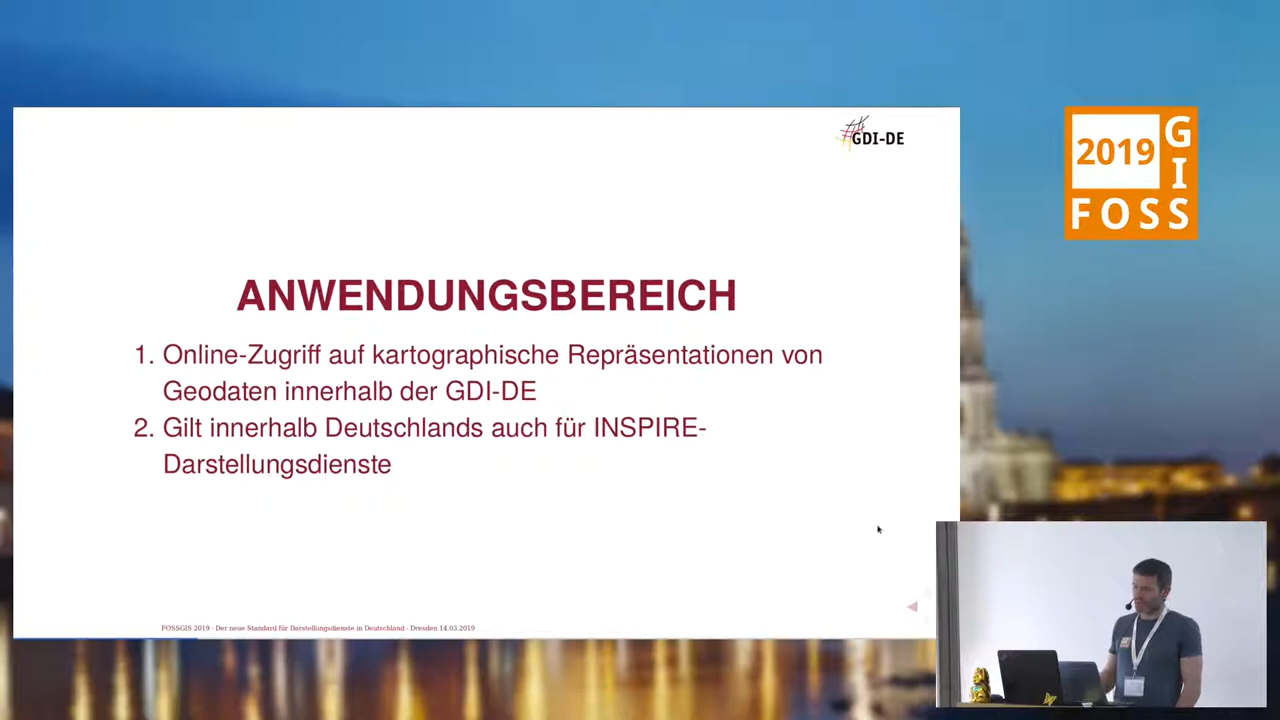 GDI-DE
2019
G
I
FOSS
ANWENDUNGSBEREICH
1. Online-Zugriff auf kartographische Repräsentationen von
Geodaten innerhalb der GDI-DE
2. Gilt innerhalb Deutschlands auch für INSPIRE-
Darstellungsdienste
FOSSGIS 2019 - Der neue Standard für Darstellungsdienste in Deutschland - Dresden 14.03.2019